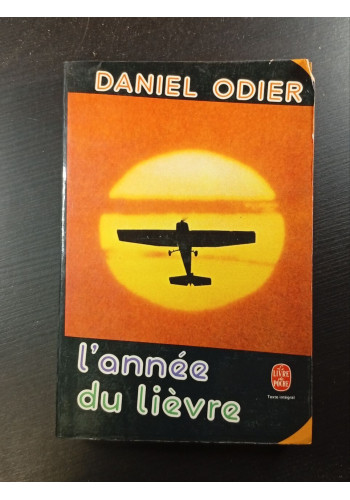 DANIEL ODIER
l'année
du lièvre
LE LIVRE
DE POCHE
Texte intégral